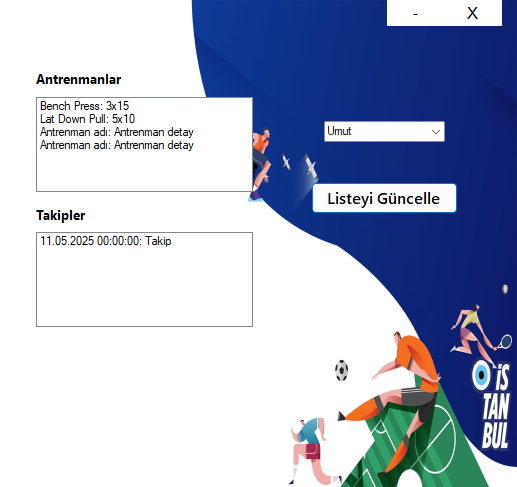 - X
Antrenmanlar
Bench Press: 3x15
Lat Down Pull: 5x10
Antrenman adı: Antrenman detay
Antrenman adı: Antrenman detay
Umut
Listeyi Güncelle
Takipler
11.05.2025 00:00:00: Takip
iS
TAN
BUL